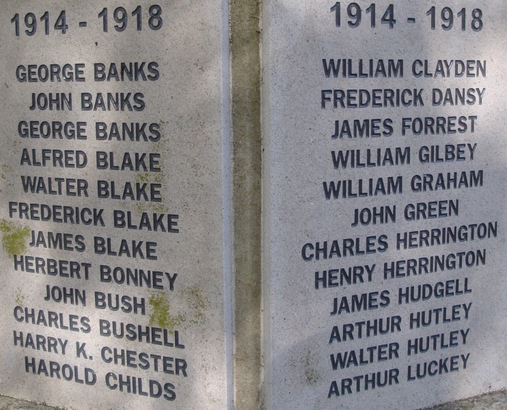 1914 - 1918
GEORGE BANKS
JOHN BANKS
GEORGE BANKS
ALFRED BLAKE
WALTER BLAKE
FREDERICK BLAKE
JAMES BLAKE
HERBERT BONNEY
JOHN BUSH
CHARLES BUSHELL
HARRY K. CHESTER
HAROLD CHILDS
1914 - 1918
WILLIAM CLAYDEN
FREDERICK DANSY
JAMES FORREST
WILLIAM GILBEY
WILLIAM GRAHAM
JOHN GREEN
CHARLES HERRINGTON
HENRY HERRINGTON
JAMES HUDGELL
ARTHUR HUTLEY
WALTER HUTLEY
ARTHUR LUCKEY